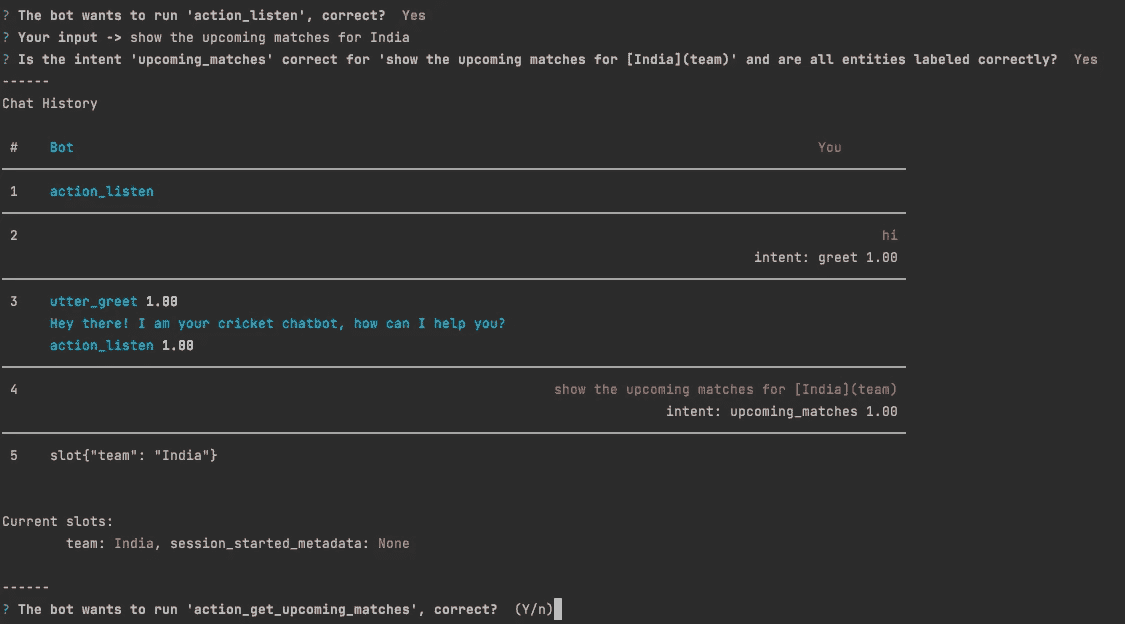 ? The bot wants to run 'action_listen', correct? Yes
? Your input -> show the upcoming matches for India
? Is the intent 'upcoming_matches' correct for 'show the upcoming matches for [India](team)' and are all entities labeled correctly? Yes
------
Chat History
# Bot You
1 action_listen
2 hi
intent: greet 1.00
3 utter_greet 1.00
Hey there! I am your cricket chatbot, how can I help you?
action_listen 1.00
4 show the upcoming matches for [India](team)
intent: upcoming_matches 1.00
5 slot{"team": "India"}
Current slots:
team: India, session_started_metadata: None
------
? The bot wants to run 'action_get_upcoming_matches', correct? (Y/n)